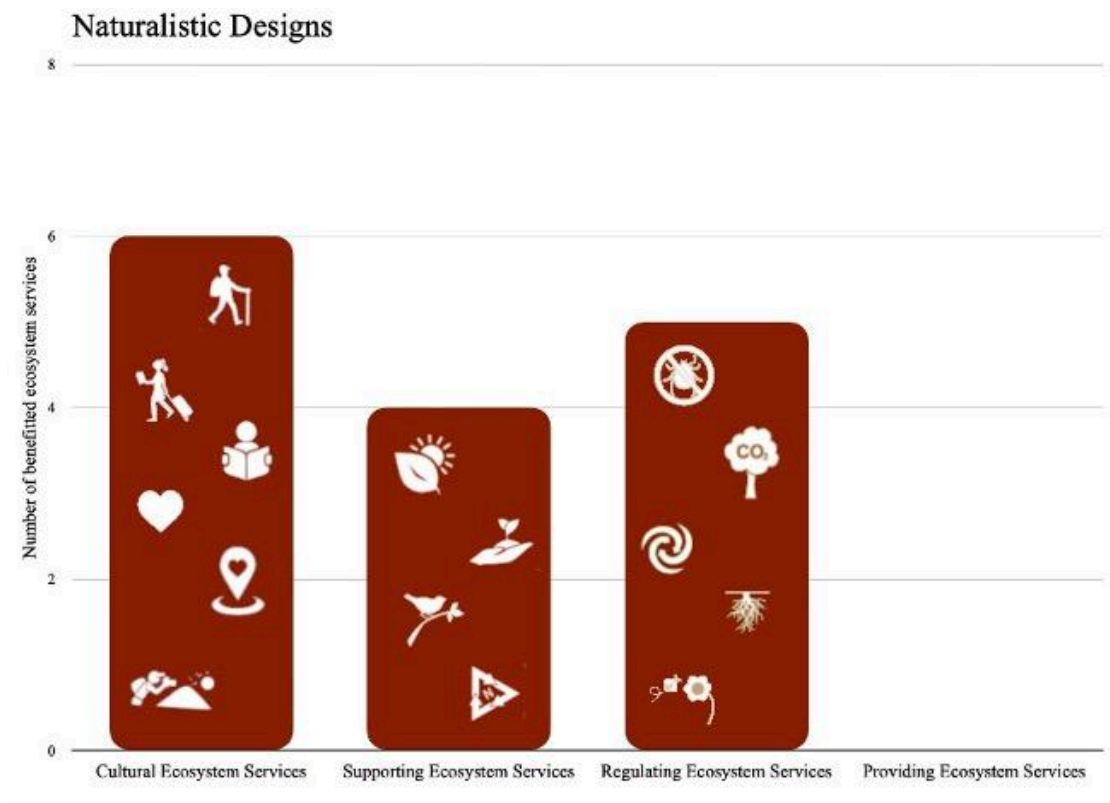 Naturalistic Designs
8
6
4
2
0
Number of benefitted ecosystem services
CO₂
N
Cultural Ecosystem Services
Supporting Ecosystem Services
Regulating Ecosystem Services
Providing Ecosystem Services